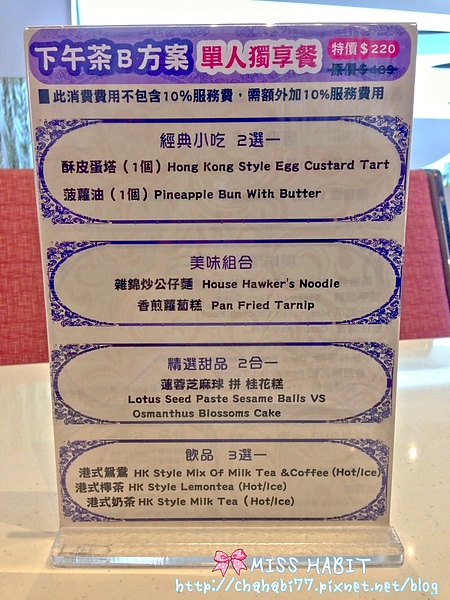 下午茶B方案 單人獨享餐 特價$220
原價$489
此消費費用不包含10%服務費，需額外加10%服務費用
經典小吃 2選一
酥皮蛋塔（1個）Hong Kong Style Egg Custard Tart
菠蘿油（1個）Pineapple Bun With Butter
美味組合
雜錦炒公仔麵 House Hawker's Noodle
香煎蘿蔔糕 Pan Fried Tarnip
精選甜品 2合一
蓮蓉芝麻球 拼 桂花糕
Lotus Seed Paste Sesame Balls VS
Osmanthus Blossoms Cake
飲品 3選一
港式鴛鴦 HK Style Mix Of Milk Tea &Coffee (Hot/Ice)
港式檸茶 HK Style Lemontea (Hot/Ice)
港式奶茶 HK Style Milk Tea (Hot/Ice)
MISS HABIT
http://chahabi77.pixnet.net/blog